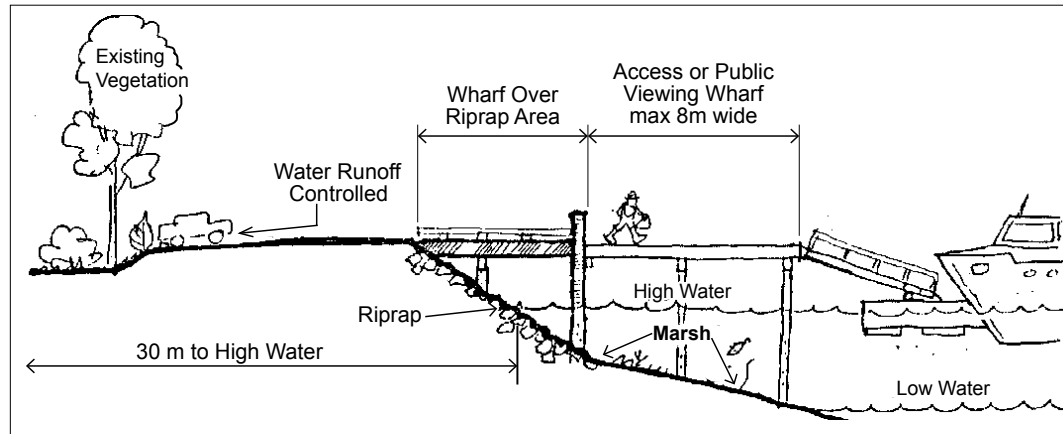 Existing
Vegetation
Water Runoff
Controlled
Wharf Over
Riprap Area
Access or Public
Viewing Wharf
max 8m wide
High Water
Riprap
Marsh
30 m to High Water
Low Water